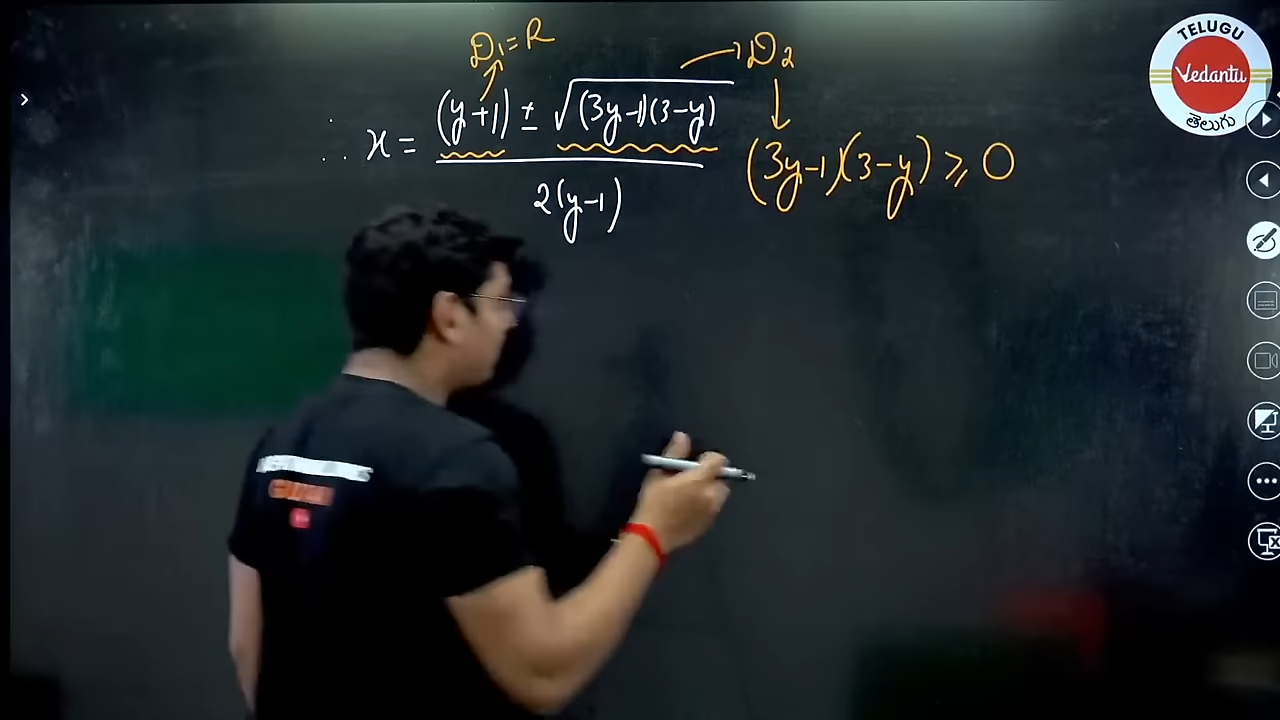 D₁ = R
→ D₂
∴ x = (y+1) ± √(3y-1)(3-y) / 2(y-1)
(3y-1)(3-y) ⩾ 0
TELUGU
Vedantu
తెలుగు